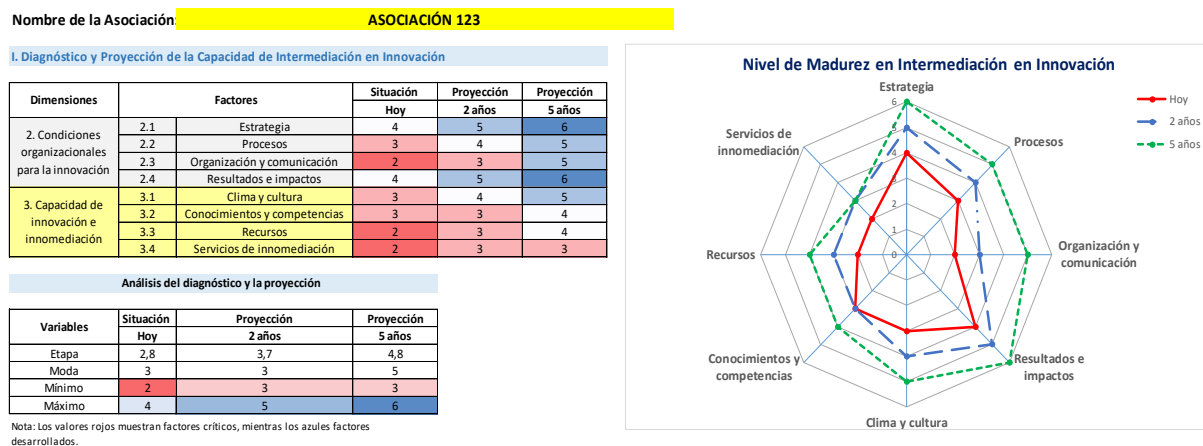 Nombre de la Asociación: ASOCIACIÓN 123
I. Diagnóstico y Proyección de la Capacidad de Intermediación en Innovación
Dimensiones Factores Situación Proyección Proyección
Hoy 2 años 5 años
2. Condiciones
organizacionales
para la innovación
2.1 Estrategia 4 5 6
2.2 Procesos 3 4 5
2.3 Organización y comunicación 2 3 5
2.4 Resultados e impactos 4 5 6
3. Capacidad de
innovación e
innomediación
3.1 Clima y cultura 3 4 5
3.2 Conocimientos y competencias 3 3 4
3.3 Recursos 2 3 4
3.4 Servicios de innomediación 2 3 3
Análisis del diagnóstico y la proyección
Variables Situación Proyección Proyección
Hoy 2 años 5 años
Etapa 2,8 3,7 4,8
Moda 3 3 5
Mínimo 2 3 3
Máximo 4 5 6
Nota: Los valores rojos muestran factores críticos, mientras los azules factores
desarrollados.
Nivel de Madurez en Intermediación en Innovación
Estrategia
Procesos
Organización y
comunicación
Resultados e
impactos
Clima y cultura
Conocimientos y
competencias
Recursos
Servicios de
innomediación
6
5
4
3
2
1
0
Hoy
2 años
5 años